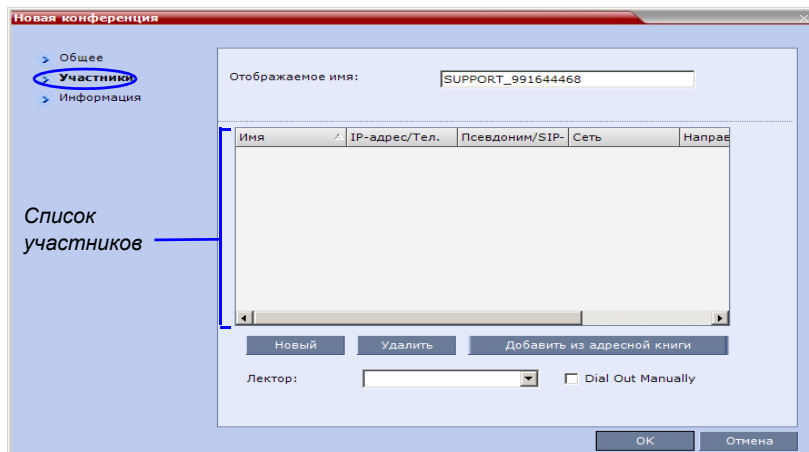 Новая конференция
Общее
Участники
Информация
Отображаемое имя: SUPPORT_991644468
Имя IP-адрес/Тел. Псевдоним/SIP- Сеть Направ
Список
участников
Новый Удалить Добавить из адресной книги
Лектор: Dial Out Manually
OK Отмена